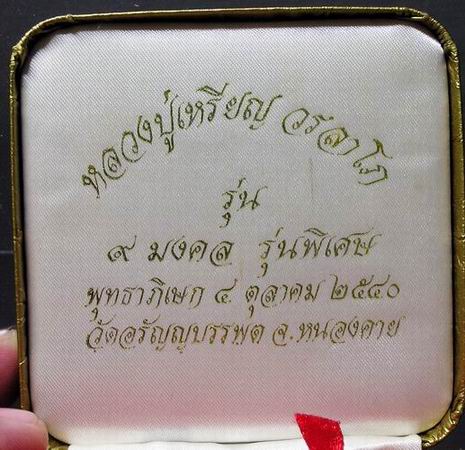 หลวงปู่เหรียญ วรลาโภ
รุ่น
๙ มงคล รุ่นพิเศษ
พุทธาภิเษก ๔ ตุลาคม ๒๕๔๐
วัดอรัญญบรรพต จ.หนองคาย